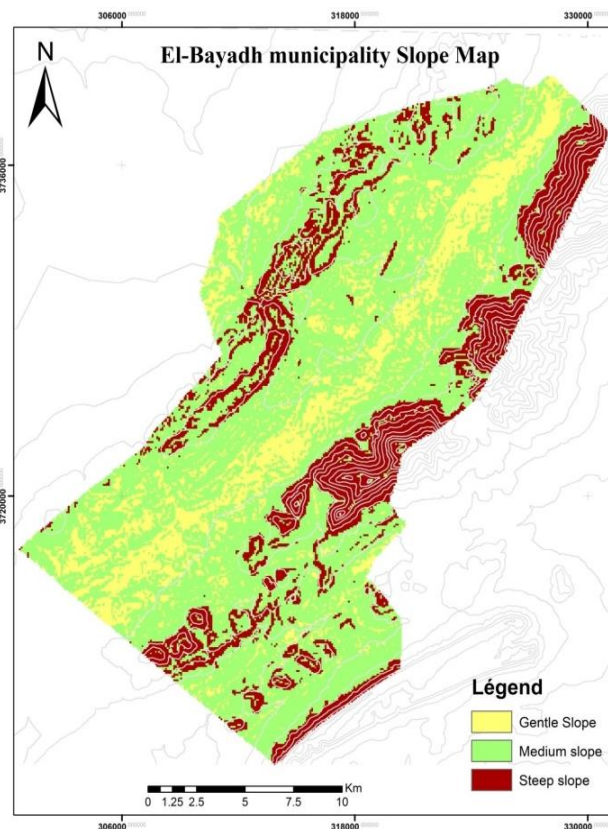 306000 318000 330000
N
El-Bayadh municipality Slope Map
3736000
3720000
Légend
Gentle Slope
Medium slope
Steep slope
Km
0 1.25 2.5 5 7.5 10
306000 318000 330000